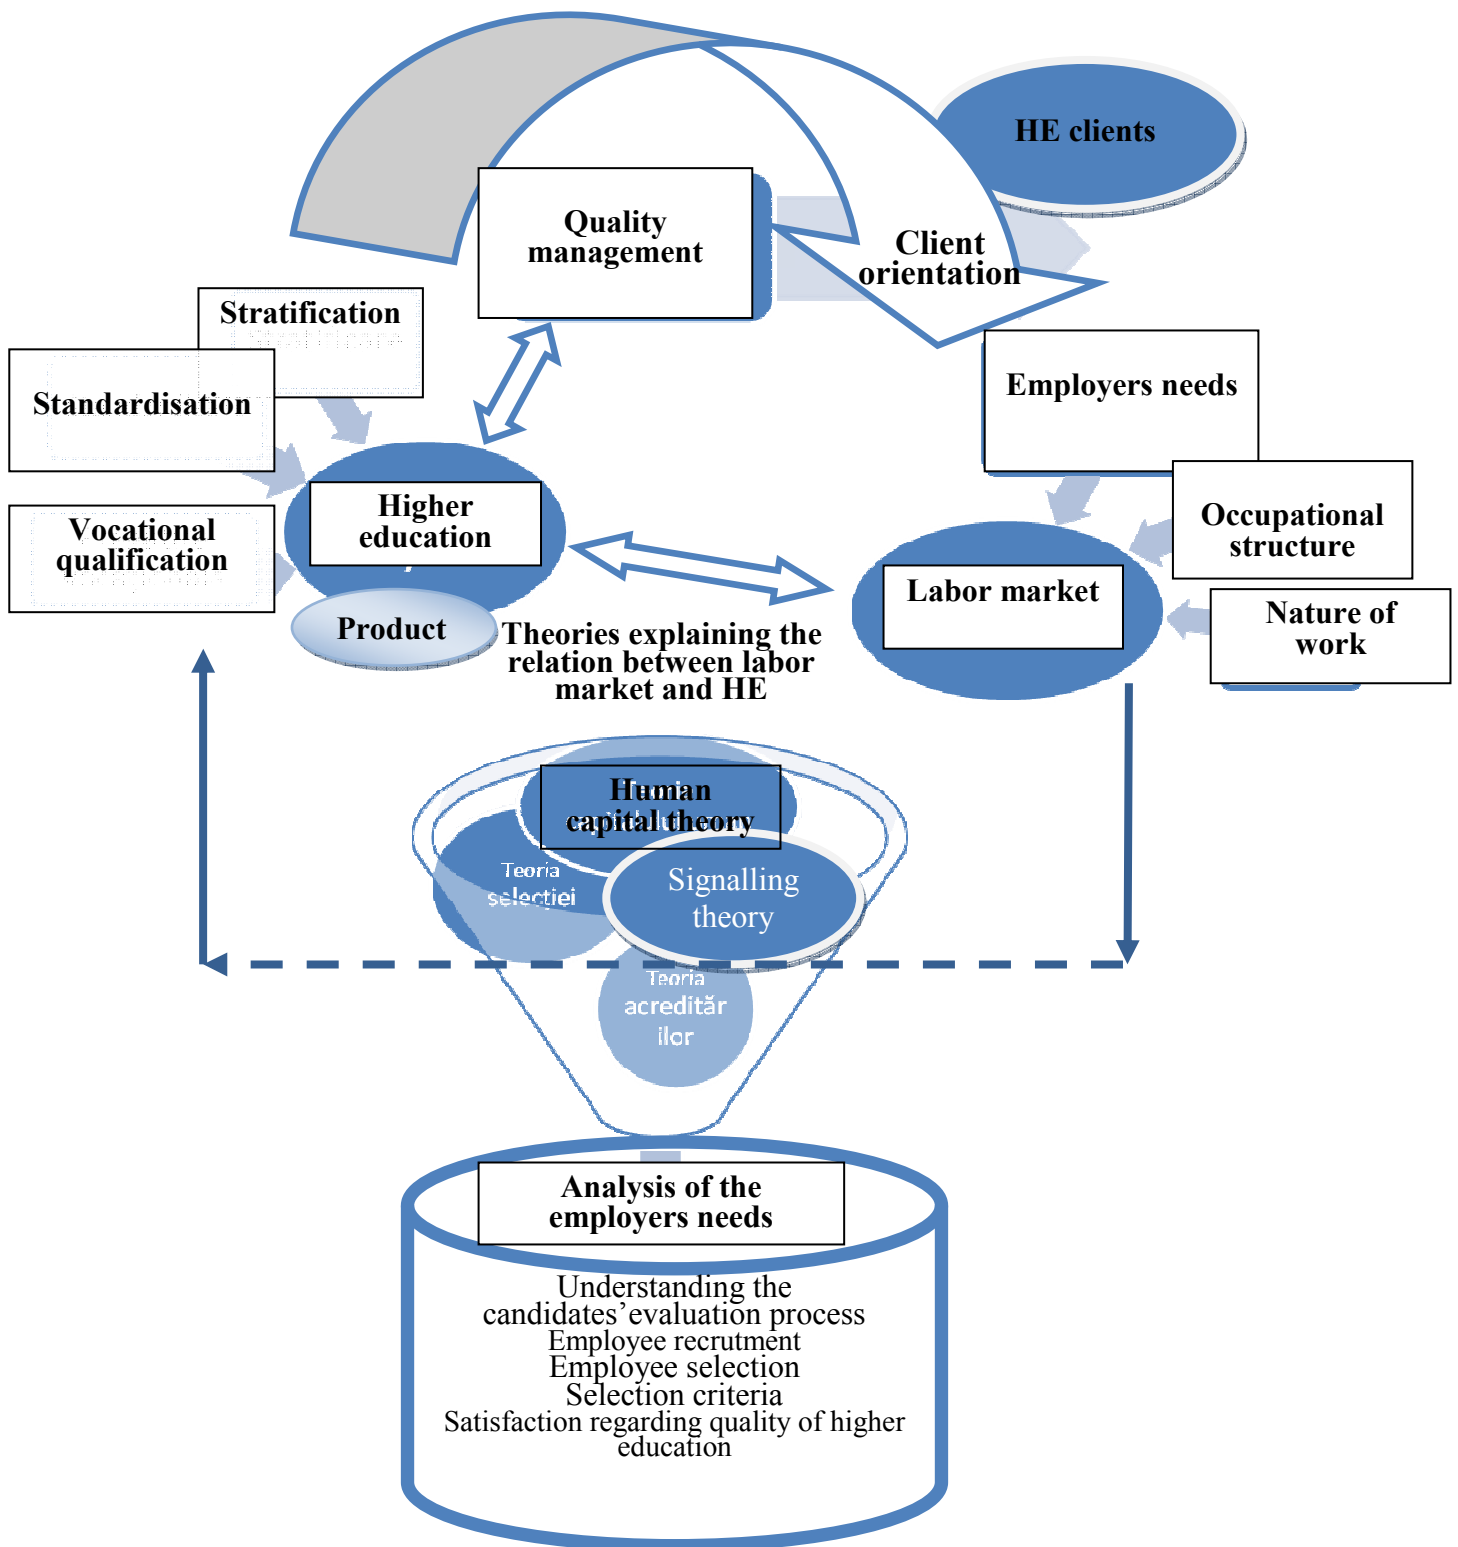 HE clients
Quality
management
Client
orientation
Stratification
Standardisation
Vocational
qualification
Higher
education
Product
Employers needs
Occupational
structure
Labor market
Nature of
work
Theories explaining the
relation between labor
market and HE
Human
capital theory
Teoria
selecției
Signalling
theory
Teoria
acredităr
ilor
Analysis of the
employers needs
Understanding the
candidates’evaluation process
Employee recrutment
Employee selection
Selection criteria
Satisfaction regarding quality of higher
education